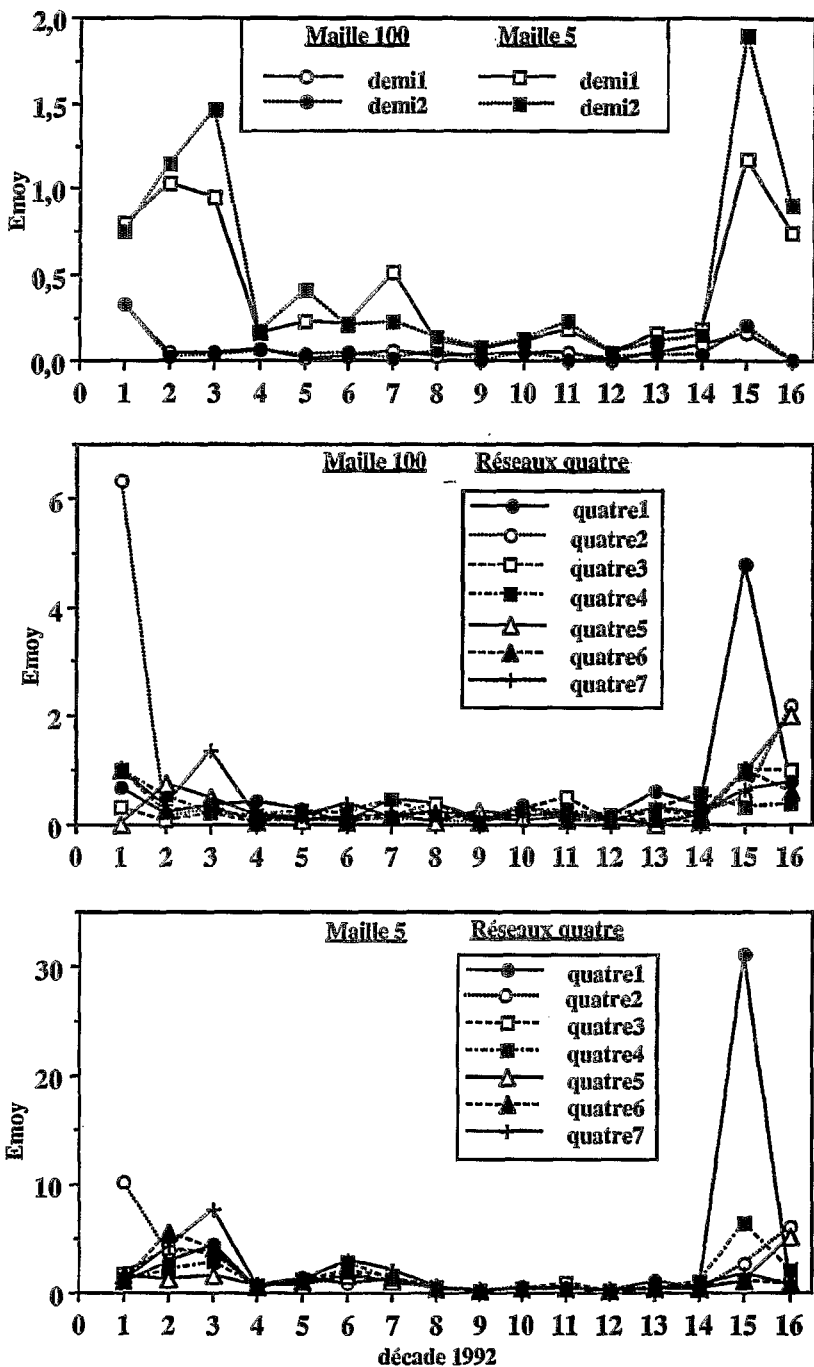 2,0
Maille 100 Maille 5
demi1 demi1
demi2 demi2
1,5
1,0
0,5
0,0
Emoy
0 1 2 3 4 5 6 7 8 9 10 11 12 13 14 15 16
Maille 100 Réseaux quatre
quatre1
quatre2
quatre3
quatre4
quatre5
quatre6
quatre7
6
4
2
0
Emoy
0 1 2 3 4 5 6 7 8 9 10 11 12 13 14 15 16
Maille 5 Réseaux quatre
quatre1
quatre2
quatre3
quatre4
quatre5
quatre6
quatre7
30
20
10
0
Emoy
0 1 2 3 4 5 6 7 8 9 10 11 12 13 14 15 16
décade 1992